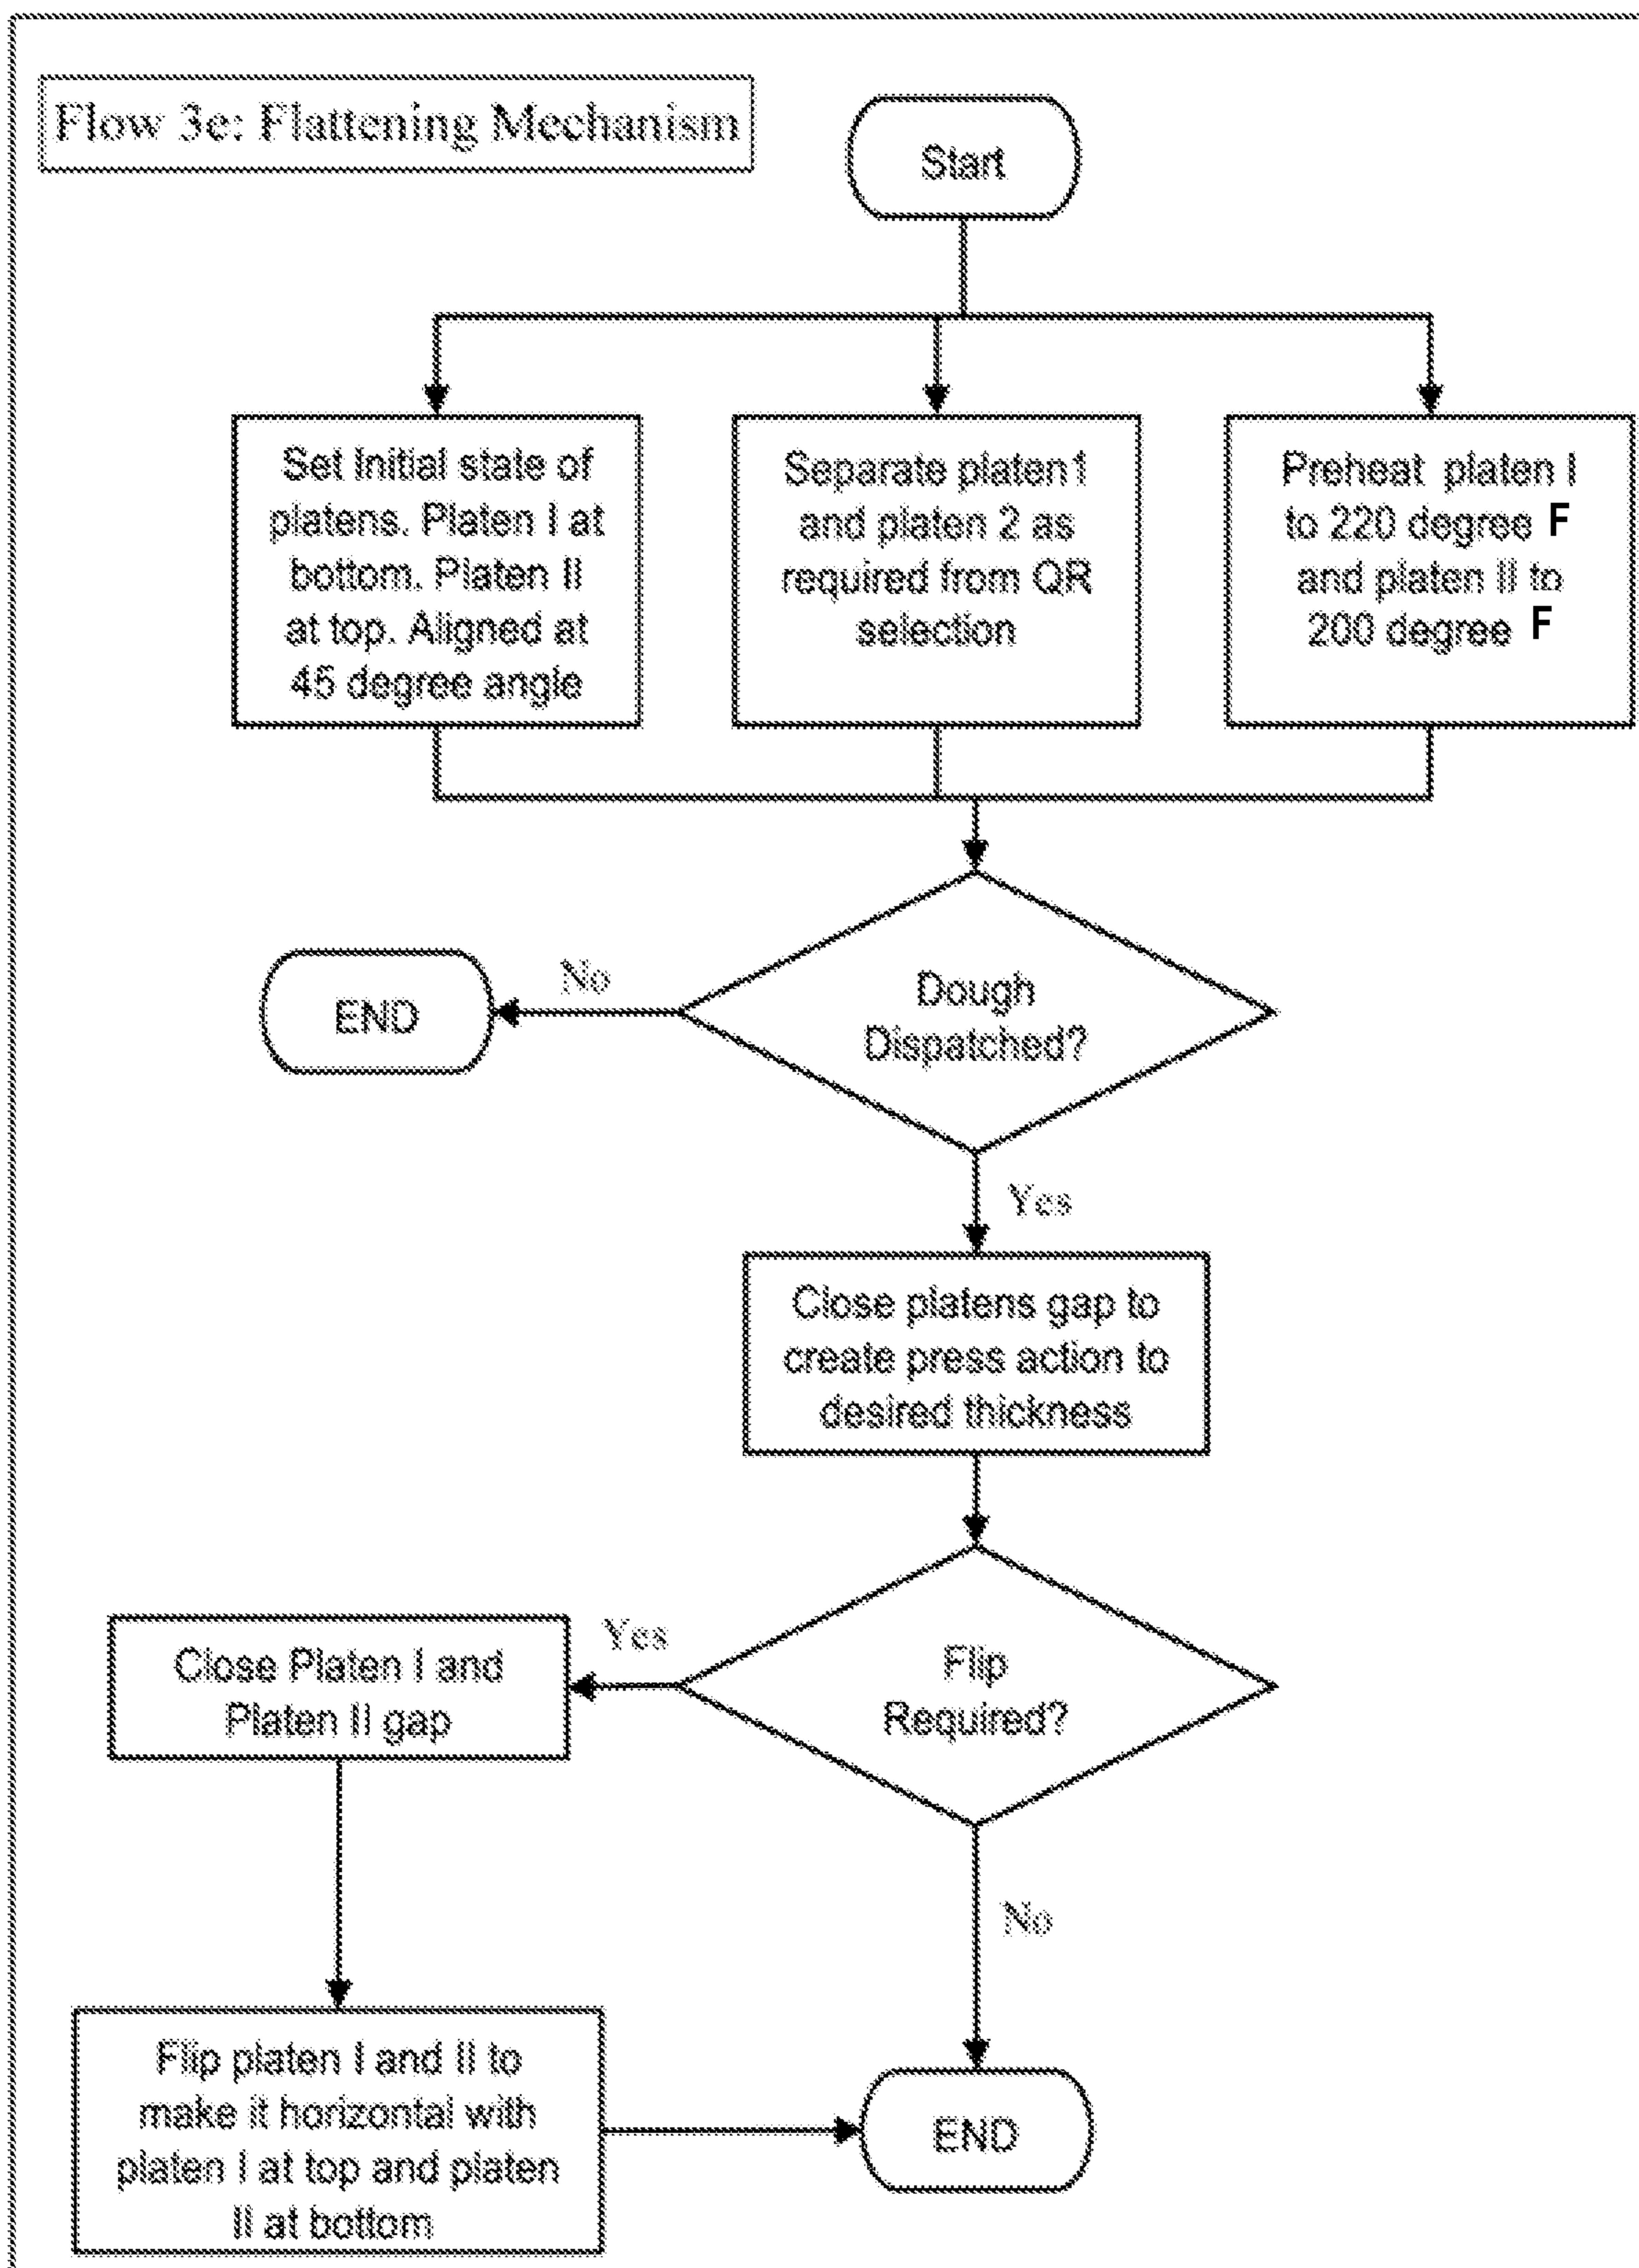 Flow 3e: Flattening Mechanism
Start
Set Initial state of
platens. Platen I at
bottom. Platen II
at top. Aligned at
45 degree angle
Separate platen1
and platen 2 as
required from QR
selection
Preheat platen I
to 220 degree F
and platen II to
200 degree F
Dough
Dispatched?
No
END
Yes
Close platens gap to
create press action to
desired thickness
Flip
Required?
Yes
Close Platen I and
Platen II gap
No
Flip platen I and II to
make it horizontal with
platen I at top and platen
II at bottom
END